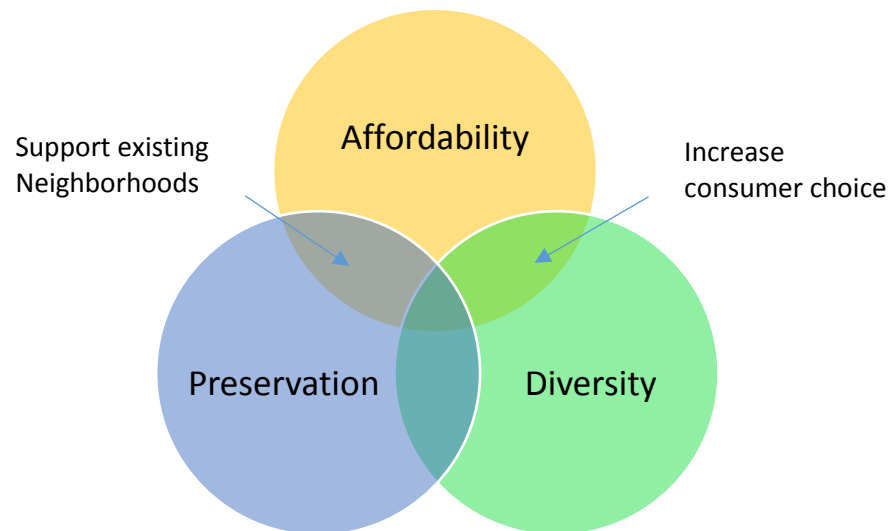 Affordability
Support existing
Neighborhoods
Increase
consumer choice
Preservation
Diversity